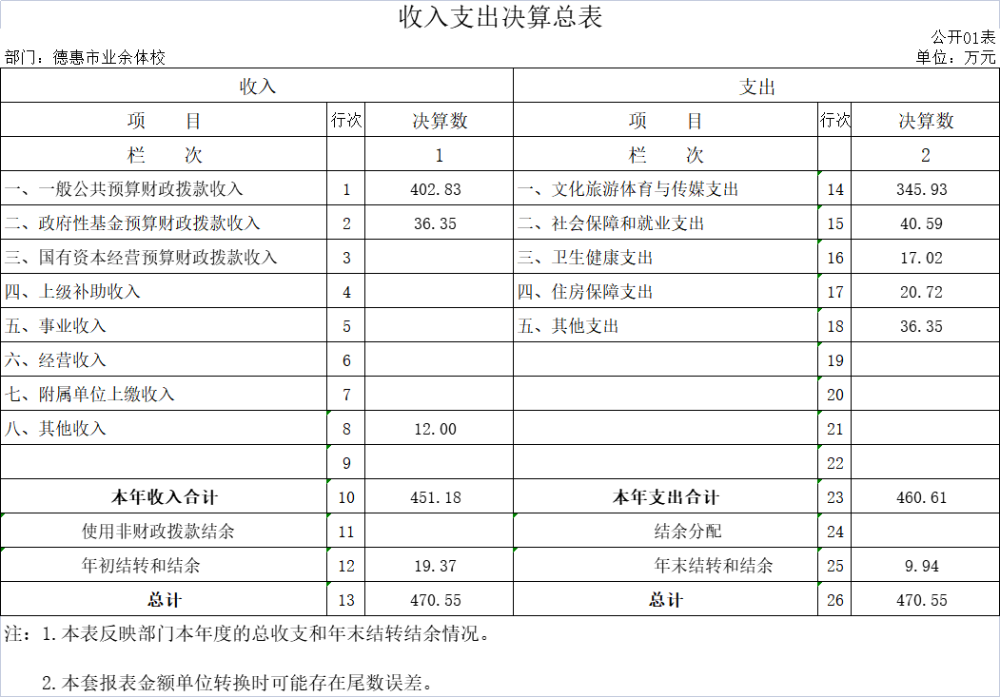 收入支出决算总表
公开01表
部门：德惠市业余体校 单位：万元
收入 支出
项 目 行次 决算数 项 目 行次 决算数
栏 次 1 栏 次 2
一、一般公共预算财政拨款收入 1 402.83 一、文化旅游体育与传媒支出 14 345.93
二、政府性基金预算财政拨款收入 2 36.35 二、社会保障和就业支出 15 40.59
三、国有资本经营预算财政拨款收入 3 三、卫生健康支出 16 17.02
四、上级补助收入 4 四、住房保障支出 17 20.72
五、事业收入 5 五、其他支出 18 36.35
六、经营收入 6 19
七、附属单位上缴收入 7 20
八、其他收入 8 12.00 21
9 22
本年收入合计 10 451.18 本年支出合计 23 460.61
使用非财政拨款结余 11 结余分配 24
年初结转和结余 12 19.37 年末结转和结余 25 9.94
总计 13 470.55 总计 26 470.55
注：1.本表反映部门本年度的总收支和年末结转结余情况。
2.本套报表金额单位转换时可能存在尾数误差。